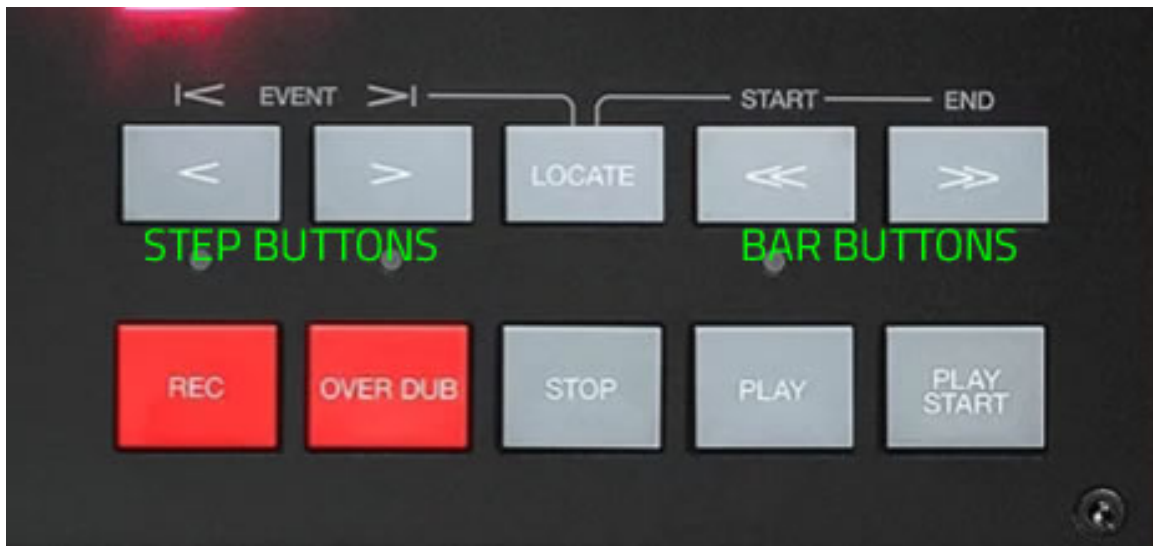 |< EVENT >| START END
< > LOCATE << >>
STEP BUTTONS BAR BUTTONS
REC OVER DUB STOP PLAY PLAY
START